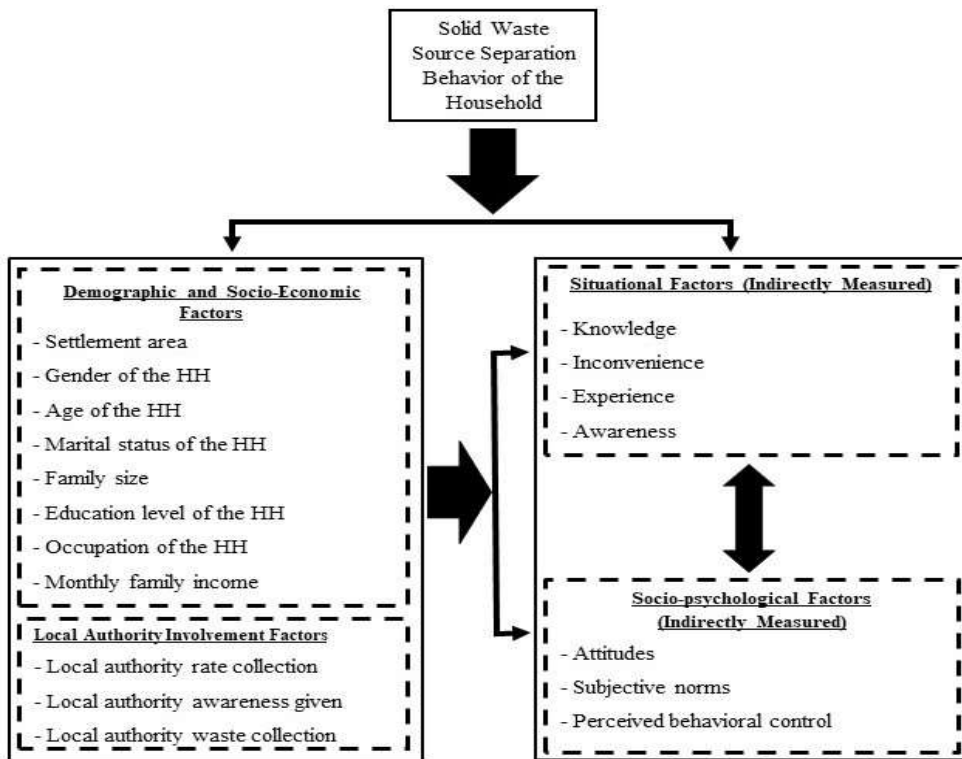 Solid Waste
Source Separation
Behavior of the
Household
Demographic and Socio-Economic
Factors
- Settlement area
- Gender of the HH
- Age of the HH
- Marital status of the HH
- Family size
- Education level of the HH
- Occupation of the HH
- Monthly family income
Local Authority Involvement Factors
- Local authority rate collection
- Local authority awareness given
- Local authority waste collection
Situational Factors (Indirectly Measured)
- Knowledge
- Inconvenience
- Experience
- Awareness
Socio-psychological Factors
(Indirectly Measured)
- Attitudes
- Subjective norms
- Perceived behavioral control